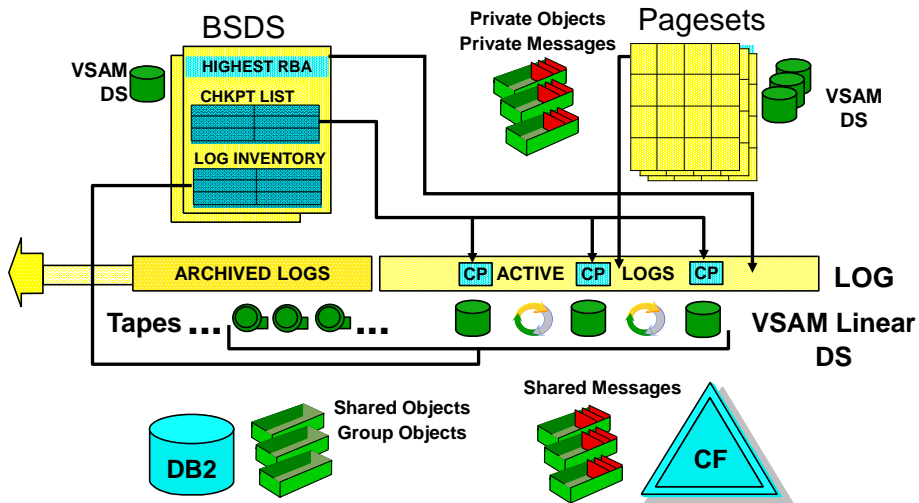 BSDS
Private Objects
Private Messages
Pagesets
VSAM
DS
HIGHEST RBA
CHKPT LIST
LOG INVENTORY
VSAM
DS
ARCHIVED LOGS
CP ACTIVE CP LOGS CP
LOG
Tapes ... ...
VSAM Linear
DS
Shared Objects
Group Objects
Shared Messages
DB2
CF